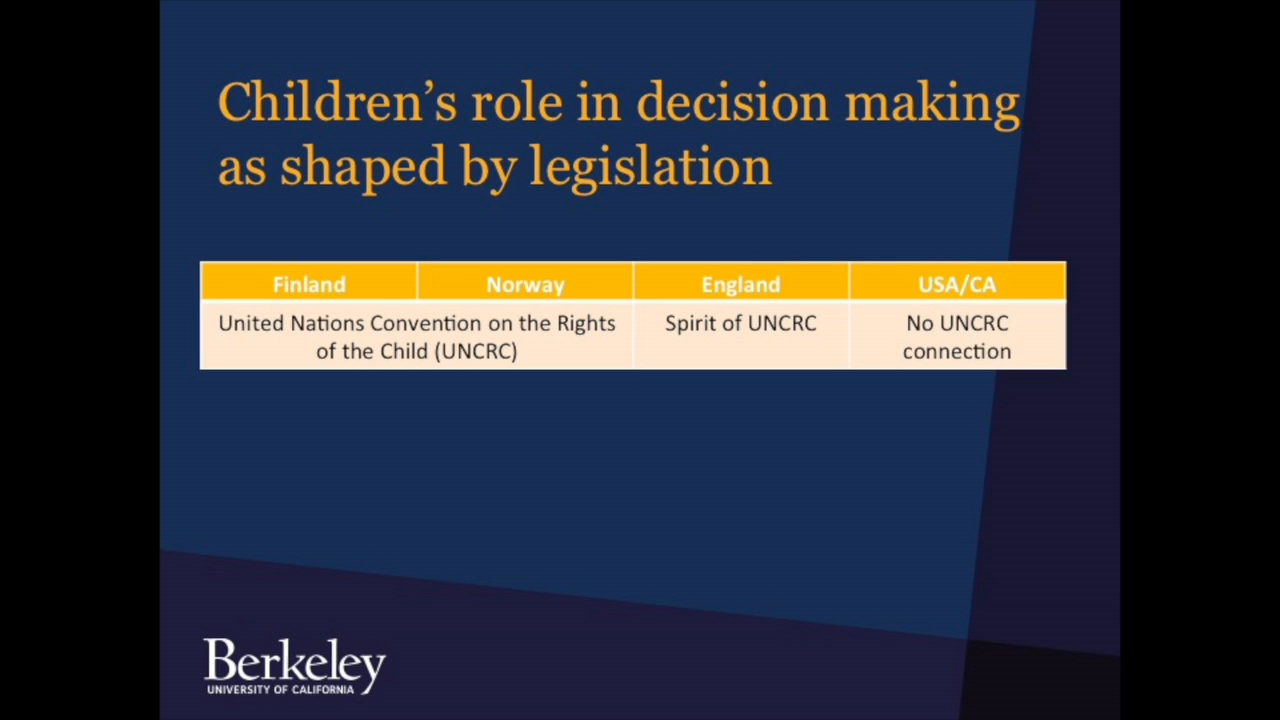 Children’s role in decision making
as shaped by legislation
Finland Norway England USA/CA
United Nations Convention on the Rights
of the Child (UNCRC)
Spirit of UNCRC
No UNCRC
connection
Berkeley
UNIVERSITY OF CALIFORNIA